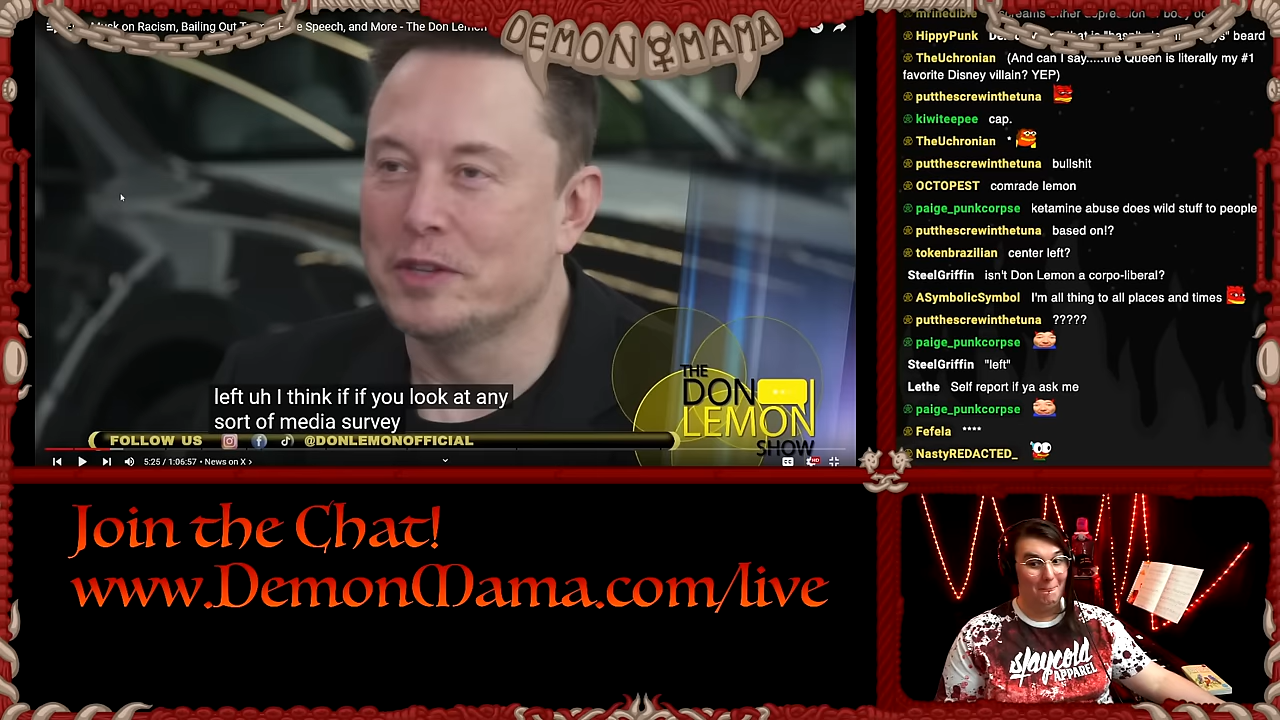 Musk on Racism, Bailing Out
Speech, and More - The Don Lemon
DEMON MAMA
left uh I think if if you look at any
sort of media survey
THE
DON
LEMON
SHOW
FOLLOW US @DONLEMONOFFICIAL
5:25 / 1:06:57 • News on X >
HD
mrinedible
HippyPunk beard
TheUchronian (And can I say.....the Queen is literally my #1
favorite Disney villain? YEP)
putthescrewinthetuna
kiwiteepee cap.
TheUchronian *
putthescrewinthetuna bullshit
OCTOPEST comrade lemon
paige_punkcorpse ketamine abuse does wild stuff to people
putthescrewinthetuna based on!?
tokenbrazilian center left?
SteelGriffin isn't Don Lemon a corpo-liberal?
ASymbolicSymbol I'm all thing to all places and times
putthescrewinthetuna ?????
paige_punkcorpse
SteelGriffin "left"
Lethe Self report if ya ask me
paige_punkcorpse
Fefela ****
NastyREDACTED_
Join the Chat!
www.DemonMama.com/live
staycold
APPAREL